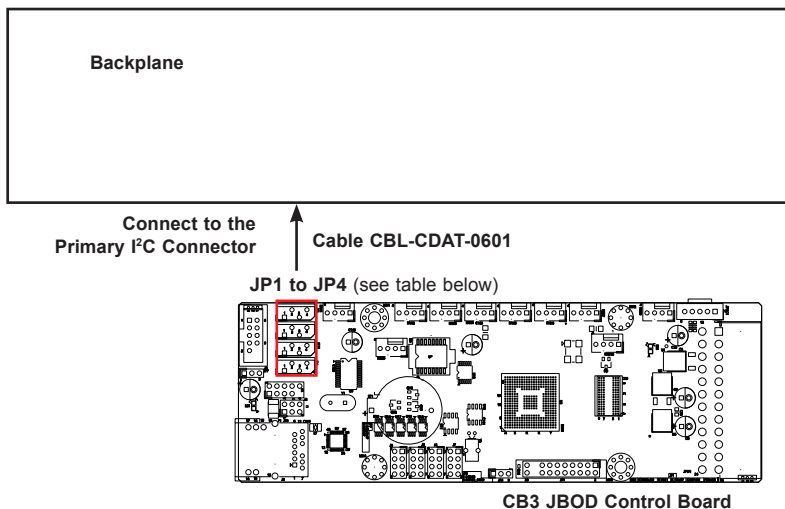 Backplane
Connect to the
Primary I²C Connector
Cable CBL-CDAT-0601
JP1 to JP4 (see table below)
CB3 JBOD Control Board